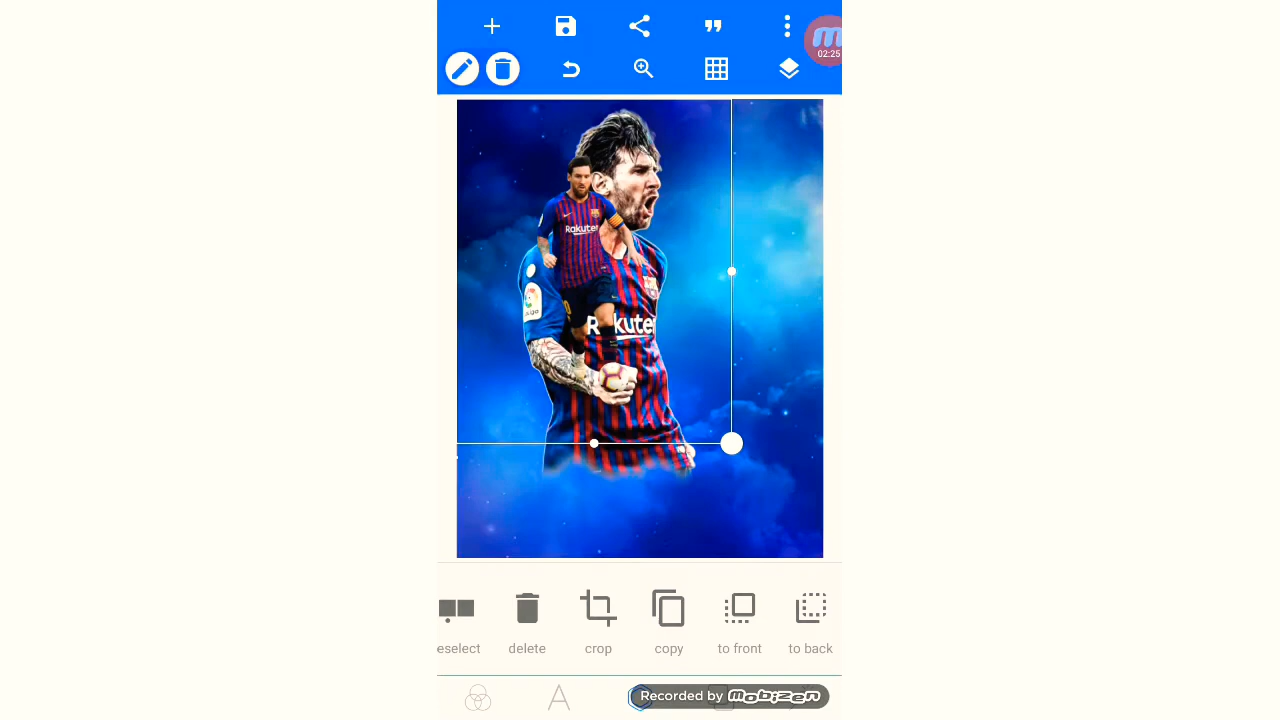 02:25
Rakuten
R kuten
eselect
delete
crop
copy
to front
to back
A
Recorded by mobizen